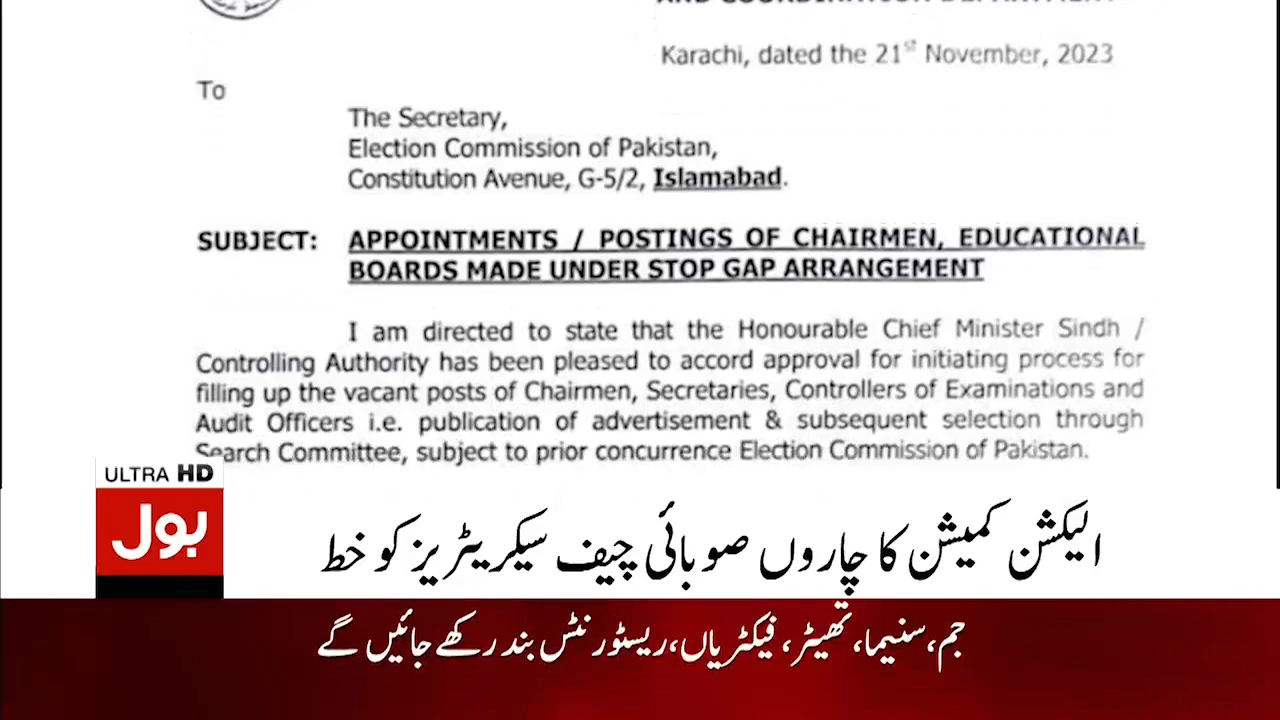 AND COORDINATION DEPARTMENT
Karachi, dated the 21st November, 2023
To
The Secretary,
Election Commission of Pakistan,
Constitution Avenue, G-5/2, Islamabad.
SUBJECT: APPOINTMENTS / POSTINGS OF CHAIRMEN, EDUCATIONAL
BOARDS MADE UNDER STOP GAP ARRANGEMENT
I am directed to state that the Honourable Chief Minister Sindh /
Controlling Authority has been pleased to accord approval for initiating process for
filling up the vacant posts of Chairmen, Secretaries, Controllers of Examinations and
Audit Officers i.e. publication of advertisement & subsequent selection through
Search Committee, subject to prior concurrence Election Commission of Pakistan.
ULTRA HD
بول
الیکشن کمیشن کا چاروں صوبائی چیف سیکریٹریز کو خط
جم، سنیما، تھیٹر، فیکٹریاں، ریسٹورنٹس بند رکھے جائیں گے